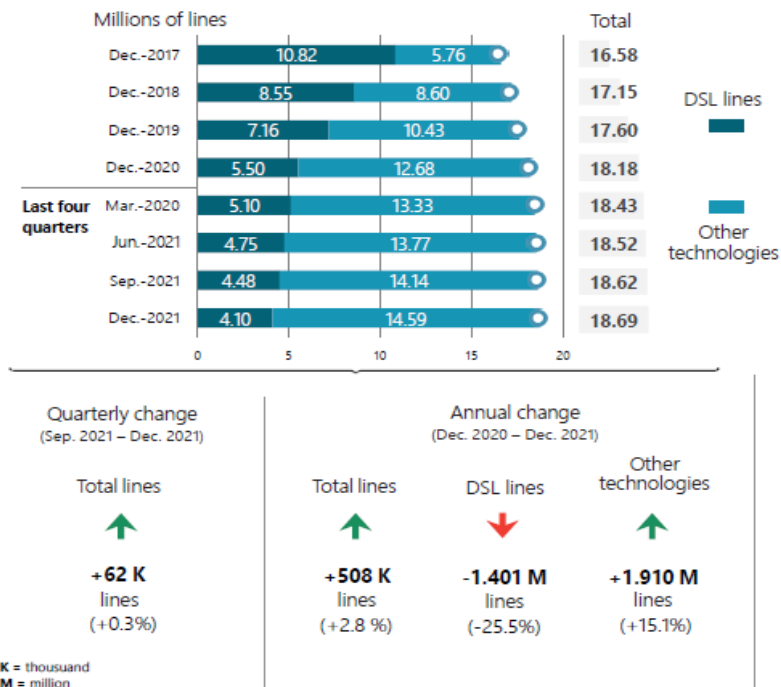 Millions of lines
Total
Dec.-2017 10.82 5.76 16.58
Dec.-2018 8.55 8.60 17.15
Dec.-2019 7.16 10.43 17.60
Dec.-2020 5.50 12.68 18.18
Last four quarters
Mar.-2020 5.10 13.33 18.43
Jun.-2021 4.75 13.77 18.52
Sep.-2021 4.48 14.14 18.62
Dec.-2021 4.10 14.59 18.69
0 5 10 15 20
DSL lines
Other
technologies
Quarterly change
(Sep. 2021 – Dec. 2021)
Total lines
+62 K
lines
(+0.3%)
Annual change
(Dec. 2020 – Dec. 2021)
Total lines
+508 K
lines
(+2.8 %)
DSL lines
-1.401 M
lines
(-25.5%)
Other
technologies
+1.910 M
lines
(+15.1%)
K = thousuand
M = million